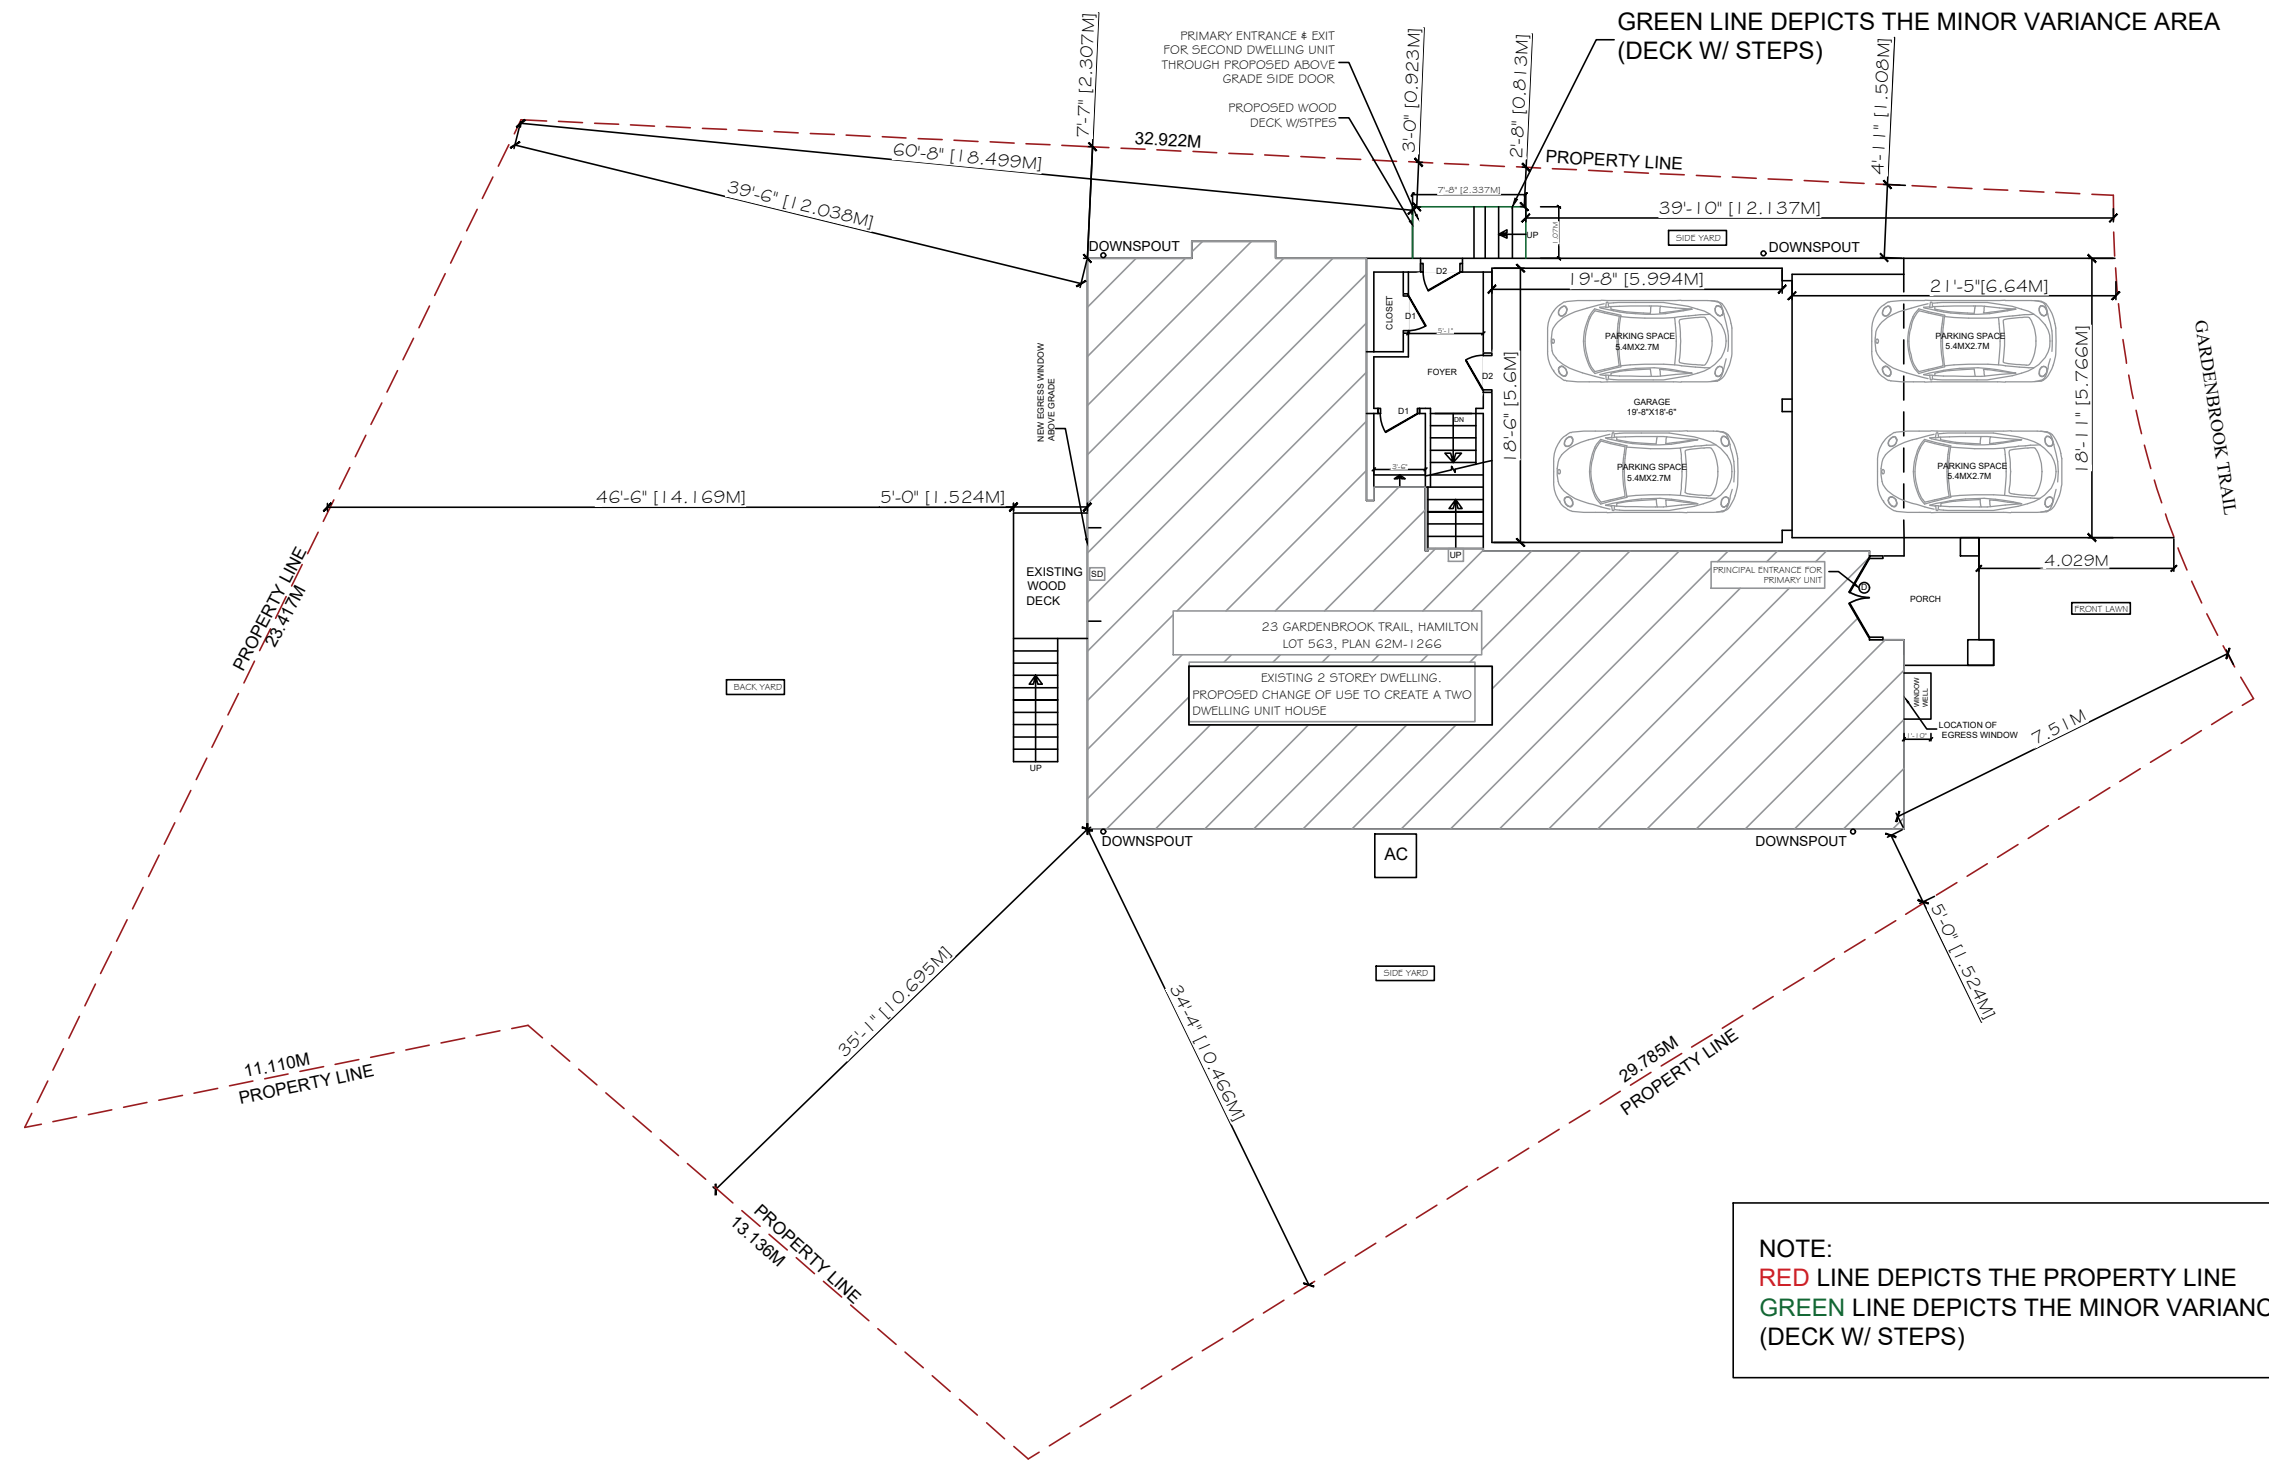 GREEN LINE DEPICTS THE MINOR VARIANCE AREA
(DECK W/ STEPS)
PRIMARY ENTRANCE & EXIT
FOR SECOND DWELLING UNIT
THROUGH PROPOSED ABOVE
GRADE SIDE DOOR
PROPOSED WOOD
DECK W/STPES
7'-7" [2.307M]
3'-0" [0.923M]
2'-8" [0.813M]
4'-11" [1.508M]
32.922M
PROPERTY LINE
60'-8" [18.499M]
39'-6" [12.038M]
7'-8" [2.337M]
39'-10" [12.137M]
1.07M
UP
SIDE YARD
DOWNSPOUT
DOWNSPOUT
D2
CLOSET
D1
5'-1"
FOYER
D2
D1
DN
3'-6"
UP
19'-8" [5.994M]
18'-6" [5.6M]
21'-5"[6.64M]
18'-11" [5.766M]
PARKING SPACE
5.4MX2.7M
PARKING SPACE
5.4MX2.7M
GARAGE
19'-8"X18'-6"
PARKING SPACE
5.4MX2.7M
PARKING SPACE
5.4MX2.7M
GARDENBROOK TRAIL
NEW EGRESS WINDOW
ABOVE GRADE
46'-6" [14.169M]
5'-0" [1.524M]
PROPERTY LINE
23.417M
EXISTING
WOOD
DECK
SD
UP
BACK YARD
PRINCIPAL ENTRANCE FOR
PRIMARY UNIT
D
PORCH
4.029M
FRONT LAWN
23 GARDENBROOK TRAIL, HAMILTON
LOT 563, PLAN 62M-1266
EXISTING 2 STOREY DWELLING.
PROPOSED CHANGE OF USE TO CREATE A TWO
DWELLING UNIT HOUSE
WINDOW
WELL
LOCATION OF
EGRESS WINDOW
1'-10"
7.51M
DOWNSPOUT
AC
DOWNSPOUT
5'-0" [1.524M]
35'-1" [10.695M]
34'-4" [10.466M]
SIDE YARD
11.110M
PROPERTY LINE
29.785M
PROPERTY LINE
PROPERTY LINE
13.136M
NOTE:
RED LINE DEPICTS THE PROPERTY LINE
GREEN LINE DEPICTS THE MINOR VARIANC
(DECK W/ STEPS)